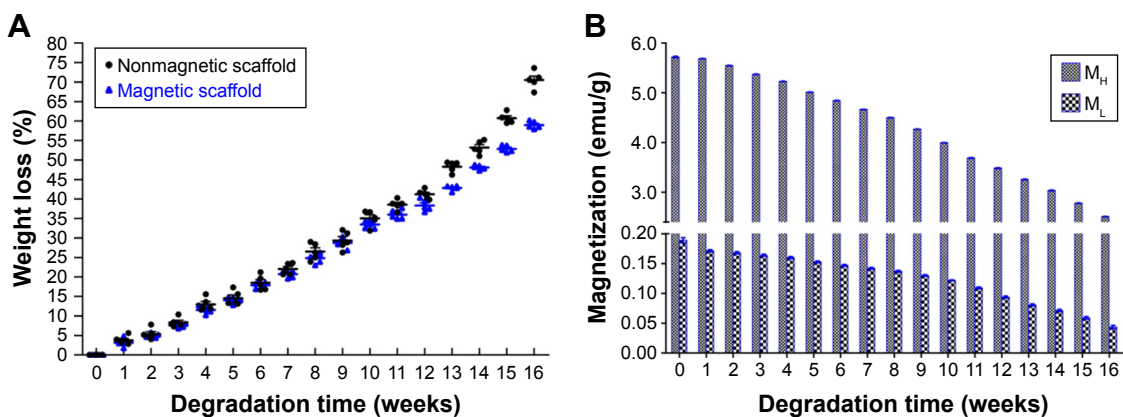 A
80
75
70
65
60
55
50
45
40
35
30
25
20
15
10
5
0
Weight loss (%)
Nonmagnetic scaffold
Magnetic scaffold
0 1 2 3 4 5 6 7 8 9 10 11 12 13 14 15 16
Degradation time (weeks)
B
6.0
5.0
4.0
3.0
0.20
0.15
0.10
0.05
0.00
Magnetization (emu/g)
M_H
M_L
0 1 2 3 4 5 6 7 8 9 10 11 12 13 14 15 16
Degradation time (weeks)